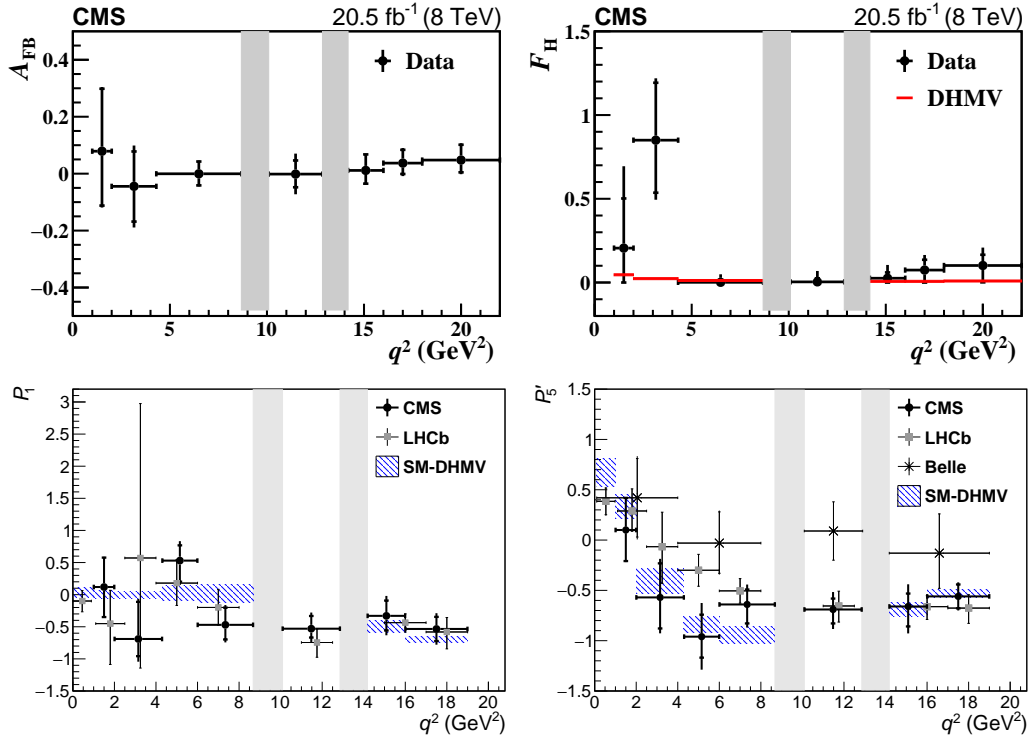 CMS 20.5 fb⁻¹ (8 TeV)
A_FB
Data
0.4
0.2
0
−0.2
−0.4
0 5 10 15 20
q² (GeV²)
CMS 20.5 fb⁻¹ (8 TeV)
F_H
Data
DHMV
1.5
1
0.5
0
0 5 10 15 20
q² (GeV²)
P₁
CMS
LHCb
SM-DHMV
3
2.5
2
1.5
1
0.5
0
−0.5
−1
−1.5
0 2 4 6 8 10 12 14 16 18 20
q² (GeV²)
P₅′
CMS
LHCb
Belle
SM-DHMV
1.5
1
0.5
0
−0.5
−1
−1.5
0 2 4 6 8 10 12 14 16 18 20
q² (GeV²)